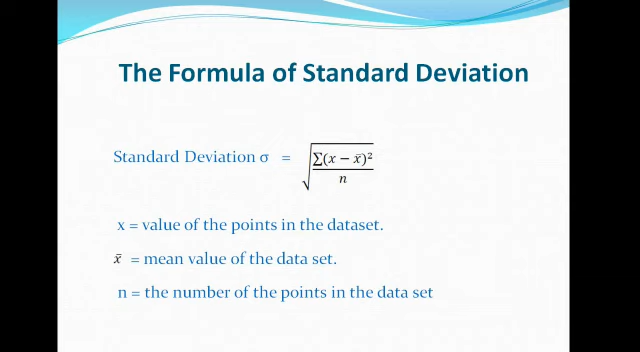 The Formula of Standard Deviation
Standard Deviation σ = √(∑(x − x̄)² / n)
x = value of the points in the dataset.
x̄ = mean value of the data set.
n = the number of the points in the data set